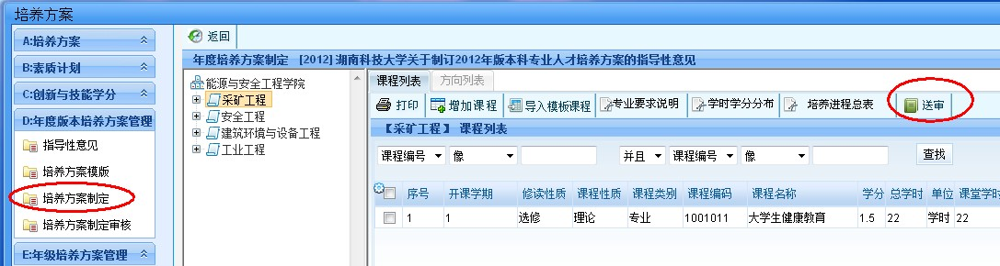 培养方案
A:培养方案
B:素质计划
C:创新与技能学分
D:年度版本培养方案管理
指导性意见
培养方案模版
培养方案制定
培养方案制定审核
E:年级培养方案管理
返回
年度培养方案制定 [2012]湖南科技大学关于制订2012年版本科专业人才培养方案的指导性意见
能源与安全工程学院
采矿工程
安全工程
建筑环境与设备工程
工业工程
课程列表 方向列表
打印 增加课程 导入模板课程 专业要求说明 学时学分分布 培养进程总表 送审
【采矿工程】 课程列表
课程编号 像 并且 课程编号 像 查找
序号 开课学期 修读性质 课程性质 课程类别 课程编码 课程名称 学分 总学时 单位 课堂学时
1 1 选修 理论 专业 1001011 大学生健康教育 1.5 22 学时 22